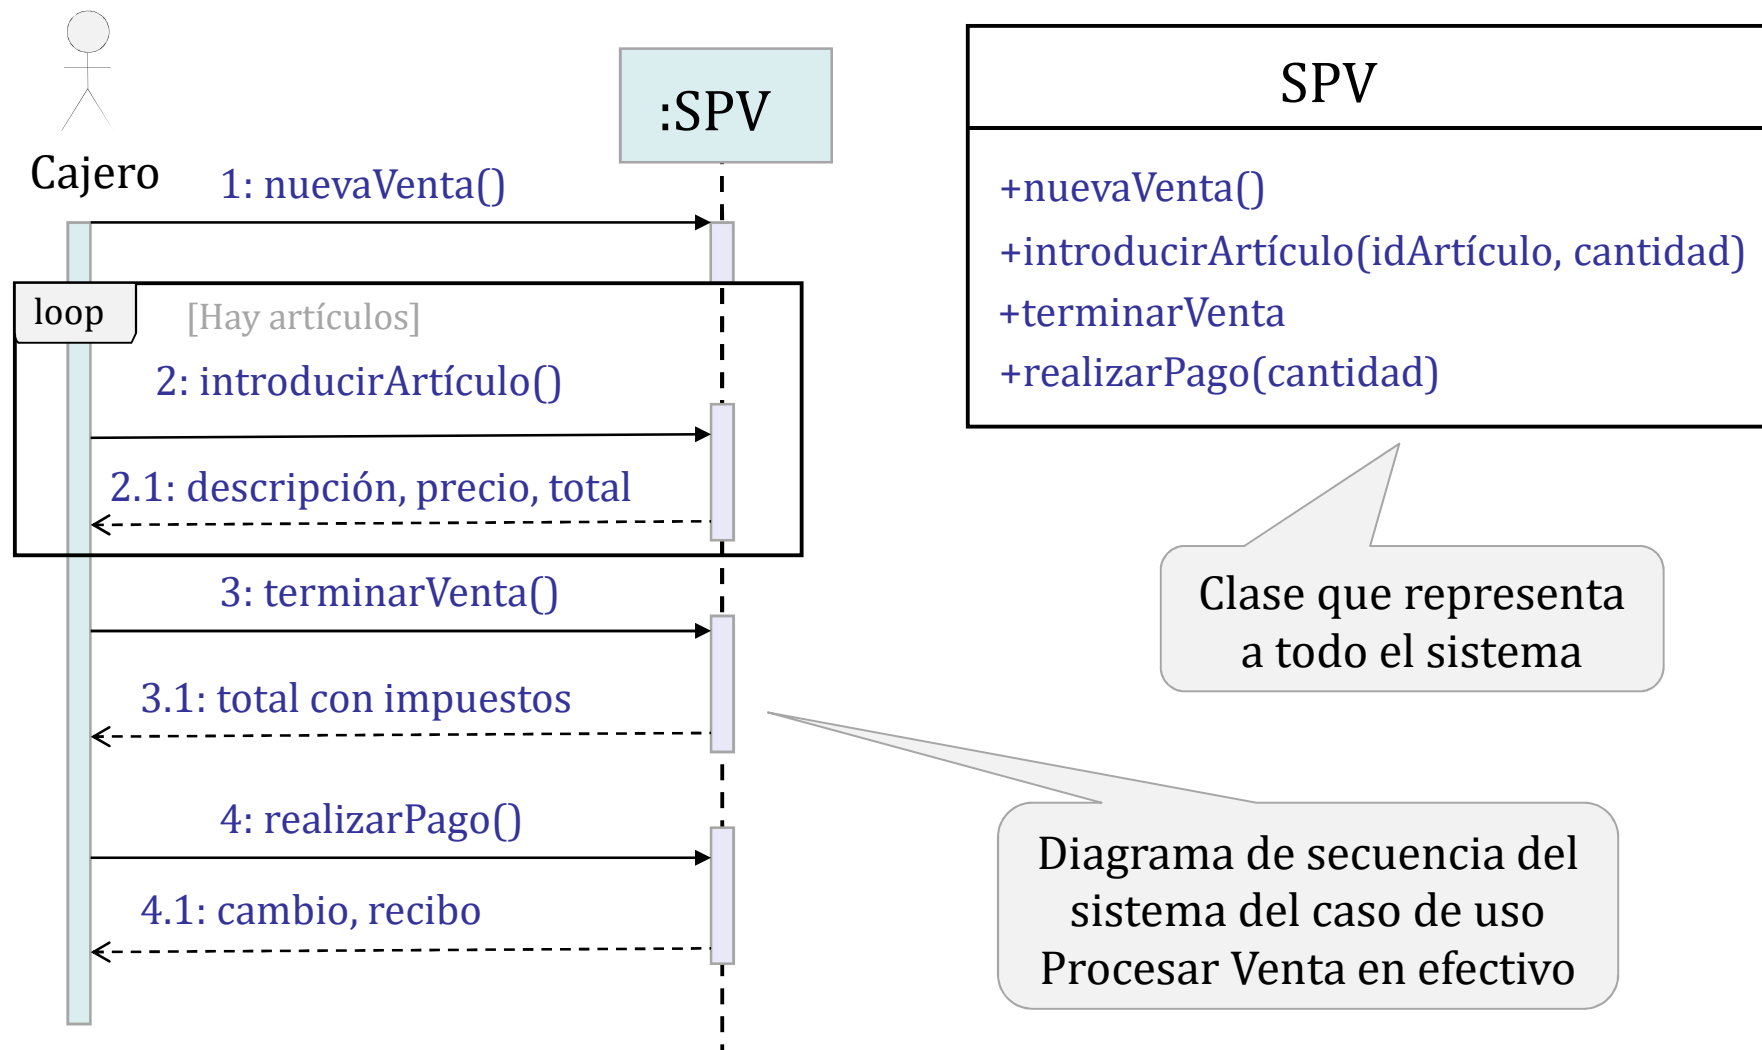 Cajero
:SPV
1: nuevaVenta()
loop
[Hay artículos]
2: introducirArtículo()
2.1: descripción, precio, total
3: terminarVenta()
3.1: total con impuestos
4: realizarPago()
4.1: cambio, recibo
SPV
+nuevaVenta()
+introducirArtículo(idArtículo, cantidad)
+terminarVenta
+realizarPago(cantidad)
Clase que representa
a todo el sistema
Diagrama de secuencia del
sistema del caso de uso
Procesar Venta en efectivo